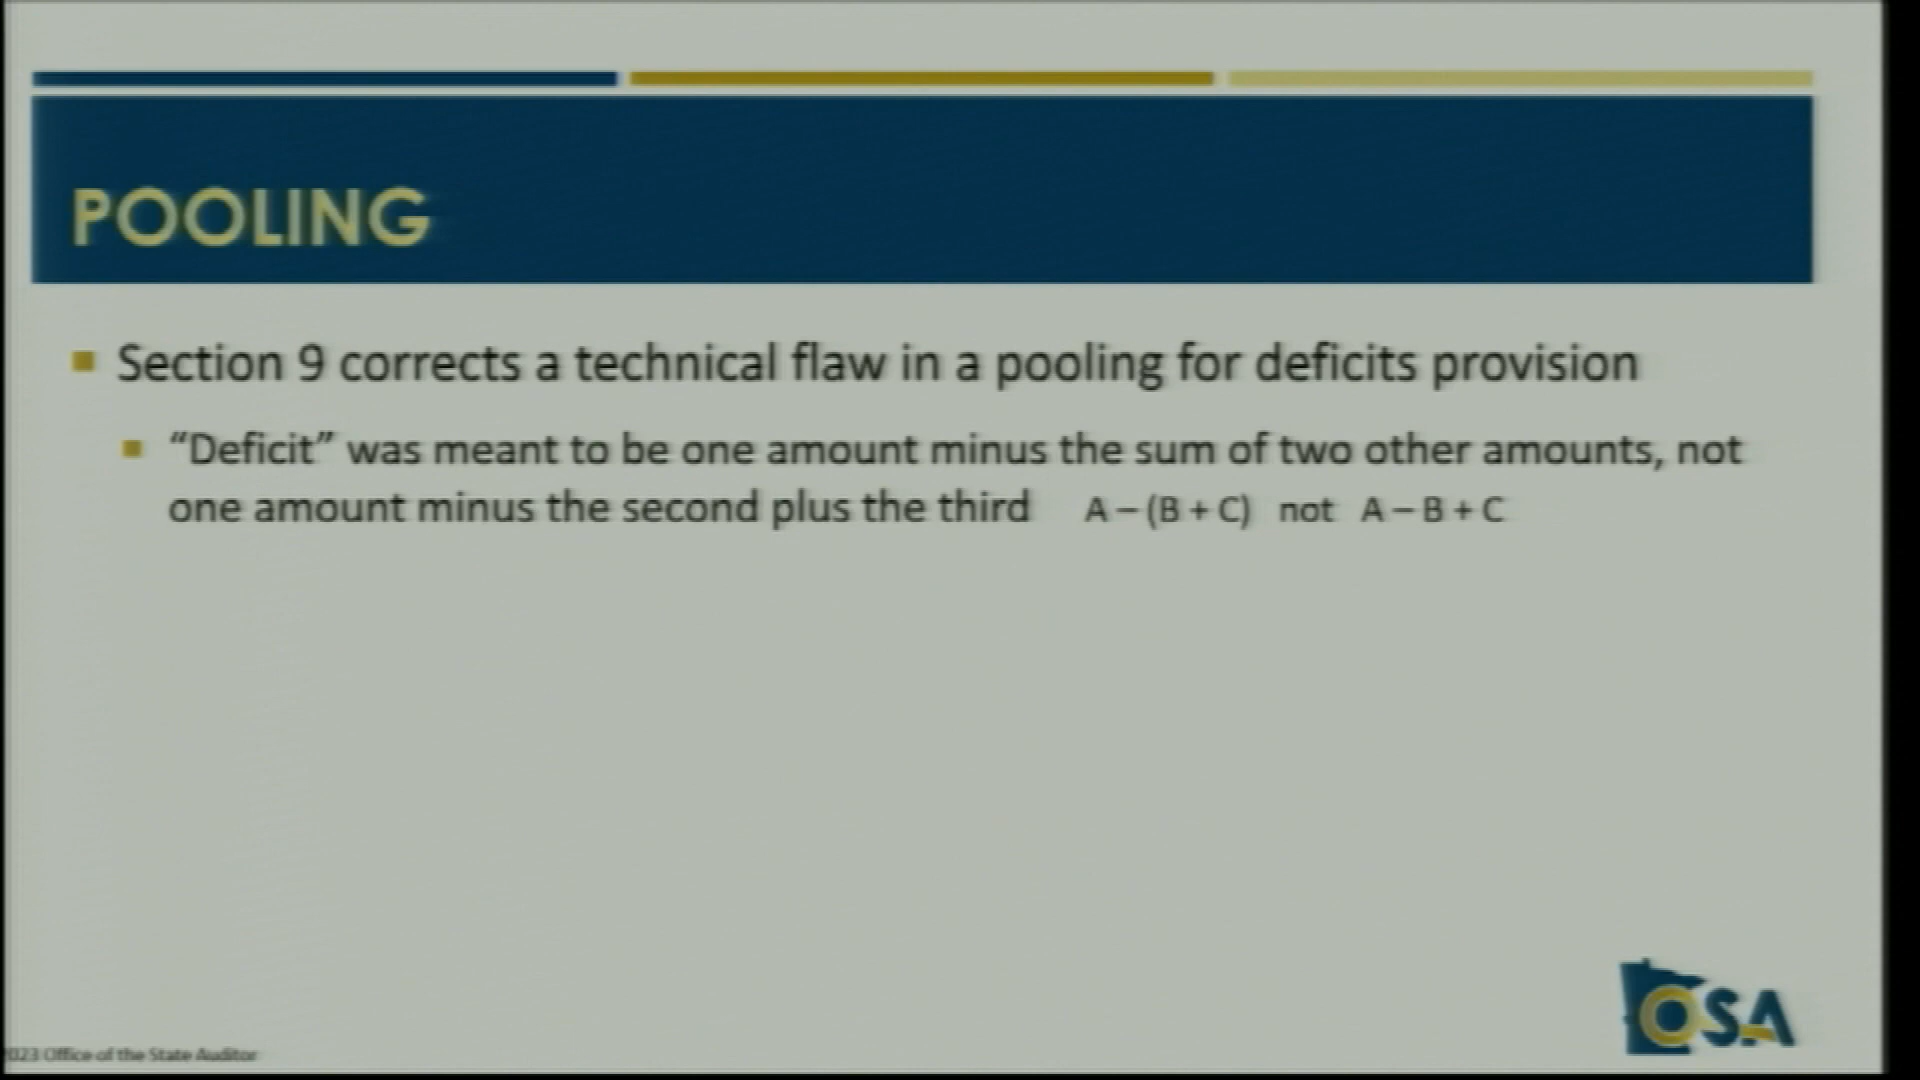 POOLING
Section 9 corrects a technical flaw in a pooling for deficits provision
“Deficit” was meant to be one amount minus the sum of two other amounts, not
one amount minus the second plus the third A – (B + C) not A – B + C
OSA
2023 Office of the State Auditor